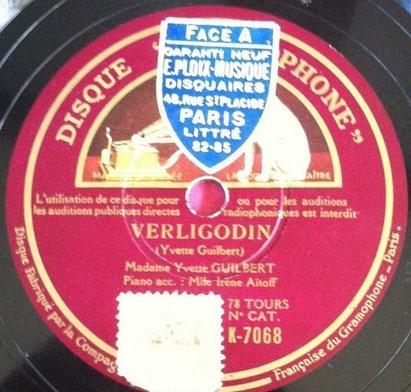 FACE A
GARANTI NEUF
E. PLOIX-MUSIQUE
DISQUAIRES
48, RUE ST PLACIDE
PARIS
LITTRÉ
82-85
DISQUE "
PHONE"
L'utilisation de ce disque pour ou pour les auditions
les auditions publiques directes radiophoniques est interdit
VERLIGODIN
(Yvette Guilbert)
Madame Yvette GUILBERT
Piano acc. : Mlle Irène Aïtoff
78 TOURS
N° CAT.
K-7068
Disque Fabriqué par la Compag
Française du Gramophone - Paris.